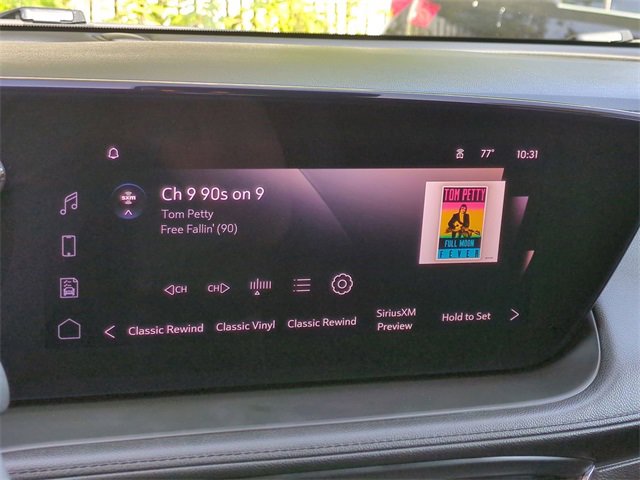 77° 10:31
sxm
Ch 9 90s on 9
Tom Petty
Free Fallin' (90)
TOM PETTY
FULL MOON
FEVER
CH CH
Classic Rewind Classic Vinyl Classic Rewind SiriusXM Hold to Set
Preview